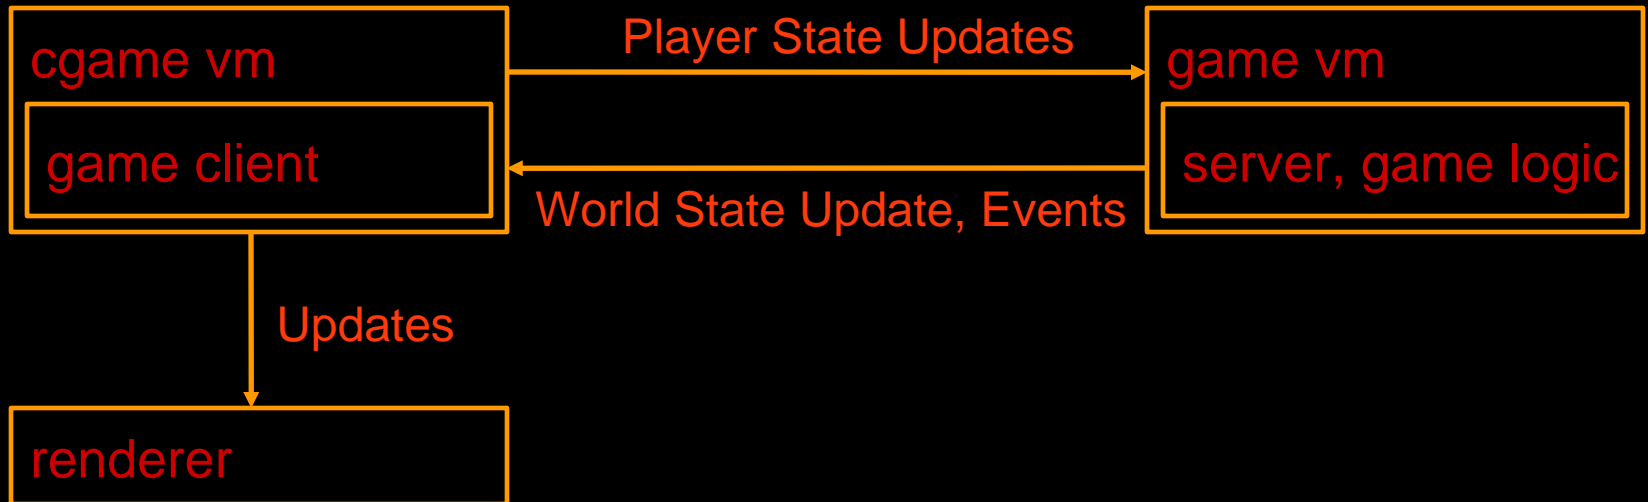 cgame vm
game client
Player State Updates
World State Update, Events
game vm
server, game logic
Updates
renderer